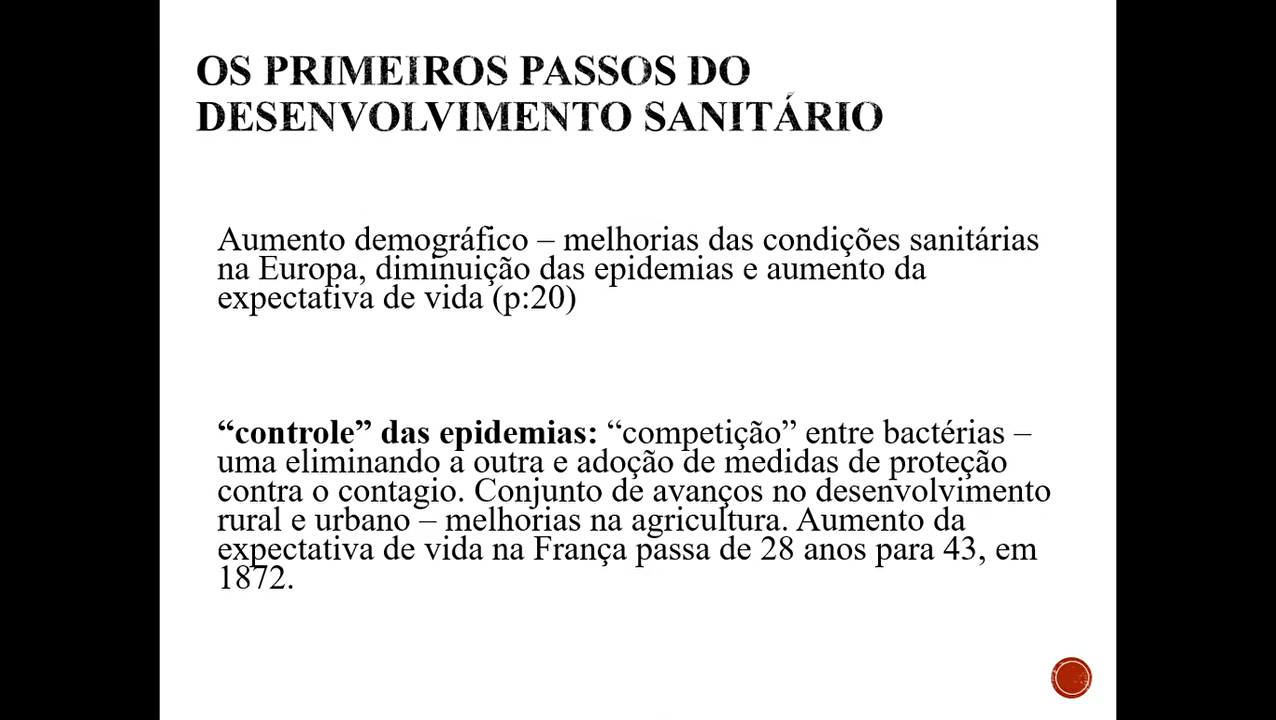 OS PRIMEIROS PASSOS DO
DESENVOLVIMENTO SANITÁRIO
Aumento demográfico – melhorias das condições sanitárias
na Europa, diminuição das epidemias e aumento da
expectativa de vida (p:20)
“controle” das epidemias: “competição” entre bactérias –
uma eliminando a outra e adoção de medidas de proteção
contra o contagio. Conjunto de avanços no desenvolvimento
rural e urbano – melhorias na agricultura. Aumento da
expectativa de vida na França passa de 28 anos para 43, em
1872.